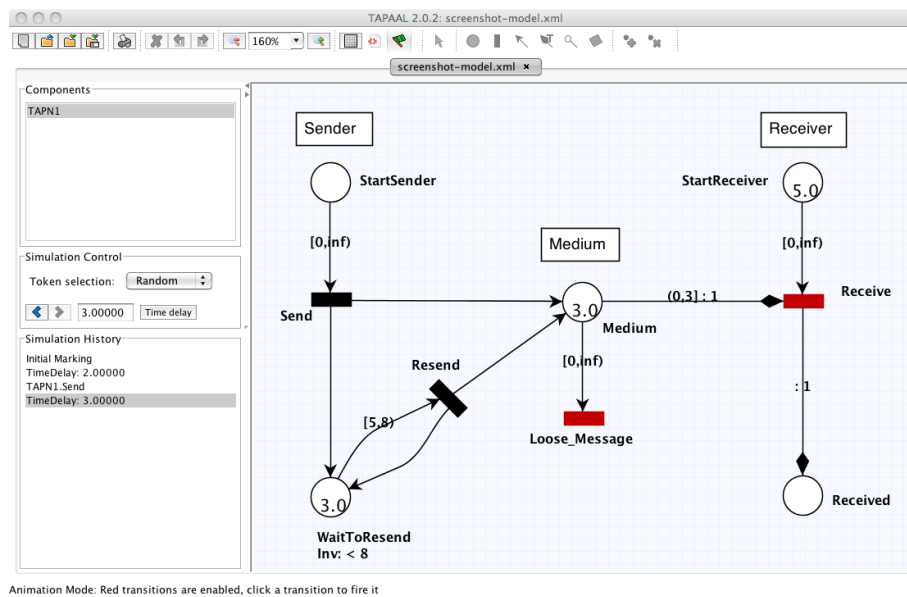 TAPAAL 2.0.2: screenshot-model.xml
160%
screenshot-model.xml ×
Components
TAPN1
Simulation Control
Token selection: Random
3.00000 Time delay
Simulation History
Initial Marking
TimeDelay: 2.00000
TAPN1.Send
TimeDelay: 3.00000
Sender
Receiver
StartSender
StartReceiver
5.0
[0,inf)
Medium
[0,inf)
Send
3.0
(0,3] : 1
Receive
Medium
Resend
[0,inf)
: 1
[5,8)
Loose_Message
3.0
Received
WaitToResend
Inv: < 8
Animation Mode: Red transitions are enabled, click a transition to fire it